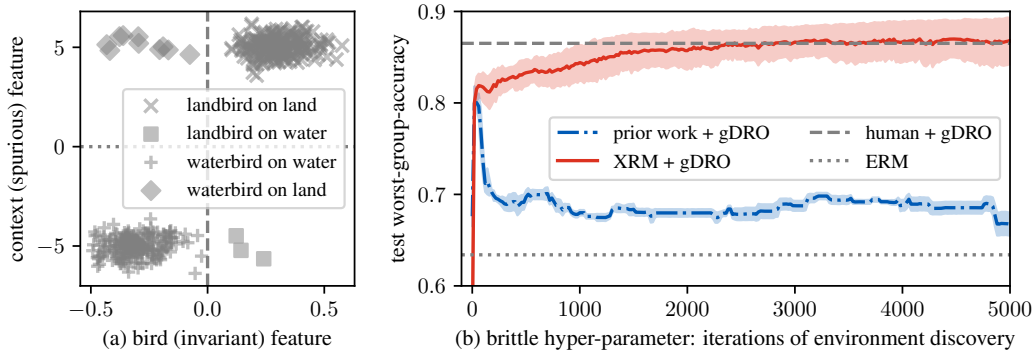 context (spurious) feature
5
0
−5
landbird on land
landbird on water
waterbird on water
waterbird on land
−0.5
0.0
0.5
(a) bird (invariant) feature
test worst-group-accuracy
0.9
0.8
0.7
0.6
prior work + gDRO
XRM + gDRO
human + gDRO
ERM
0
1000
2000
3000
4000
5000
(b) brittle hyper-parameter: iterations of environment discovery